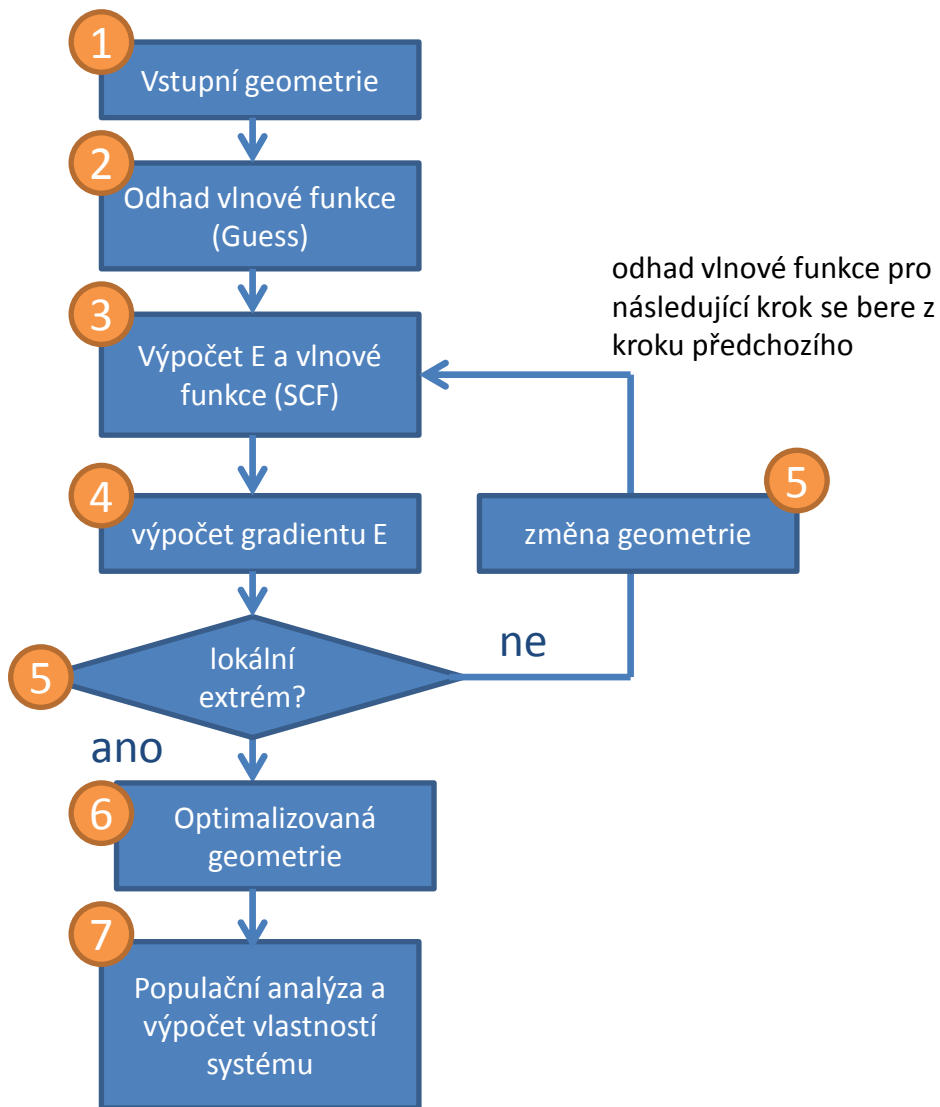 1
Vstupní geometrie
2
Odhad vlnové funkce
(Guess)
odhad vlnové funkce pro
následující krok se bere z
kroku předchozího
3
Výpočet E a vlnové
funkce (SCF)
4
výpočet gradientu E
5
změna geometrie
5
lokální
extrém?
ne
ano
6
Optimalizovaná
geometrie
7
Populační analýza a
výpočet vlastností
systému